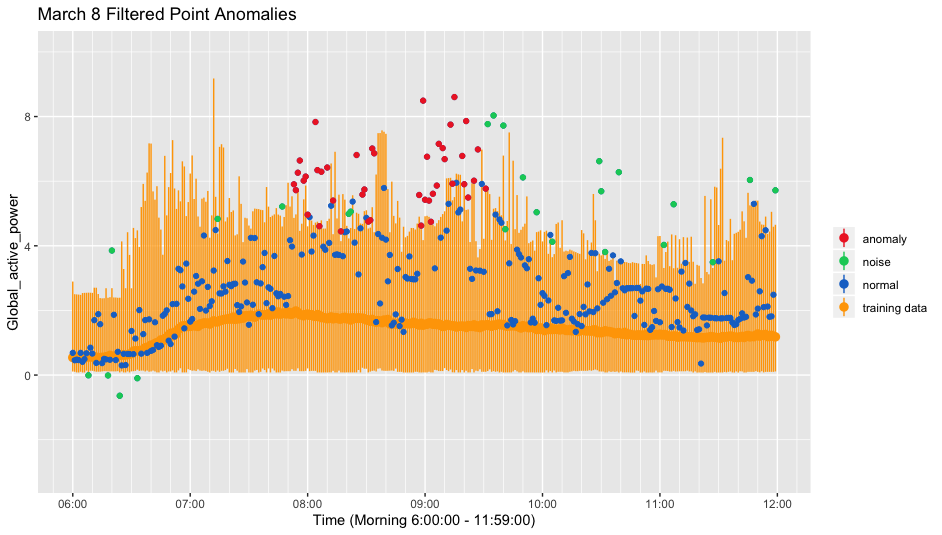 March 8 Filtered Point Anomalies
Global_active_power
8
4
0
06:00 07:00 08:00 09:00 10:00 11:00 12:00
Time (Morning 6:00:00 - 11:59:00)
anomaly
noise
normal
training data